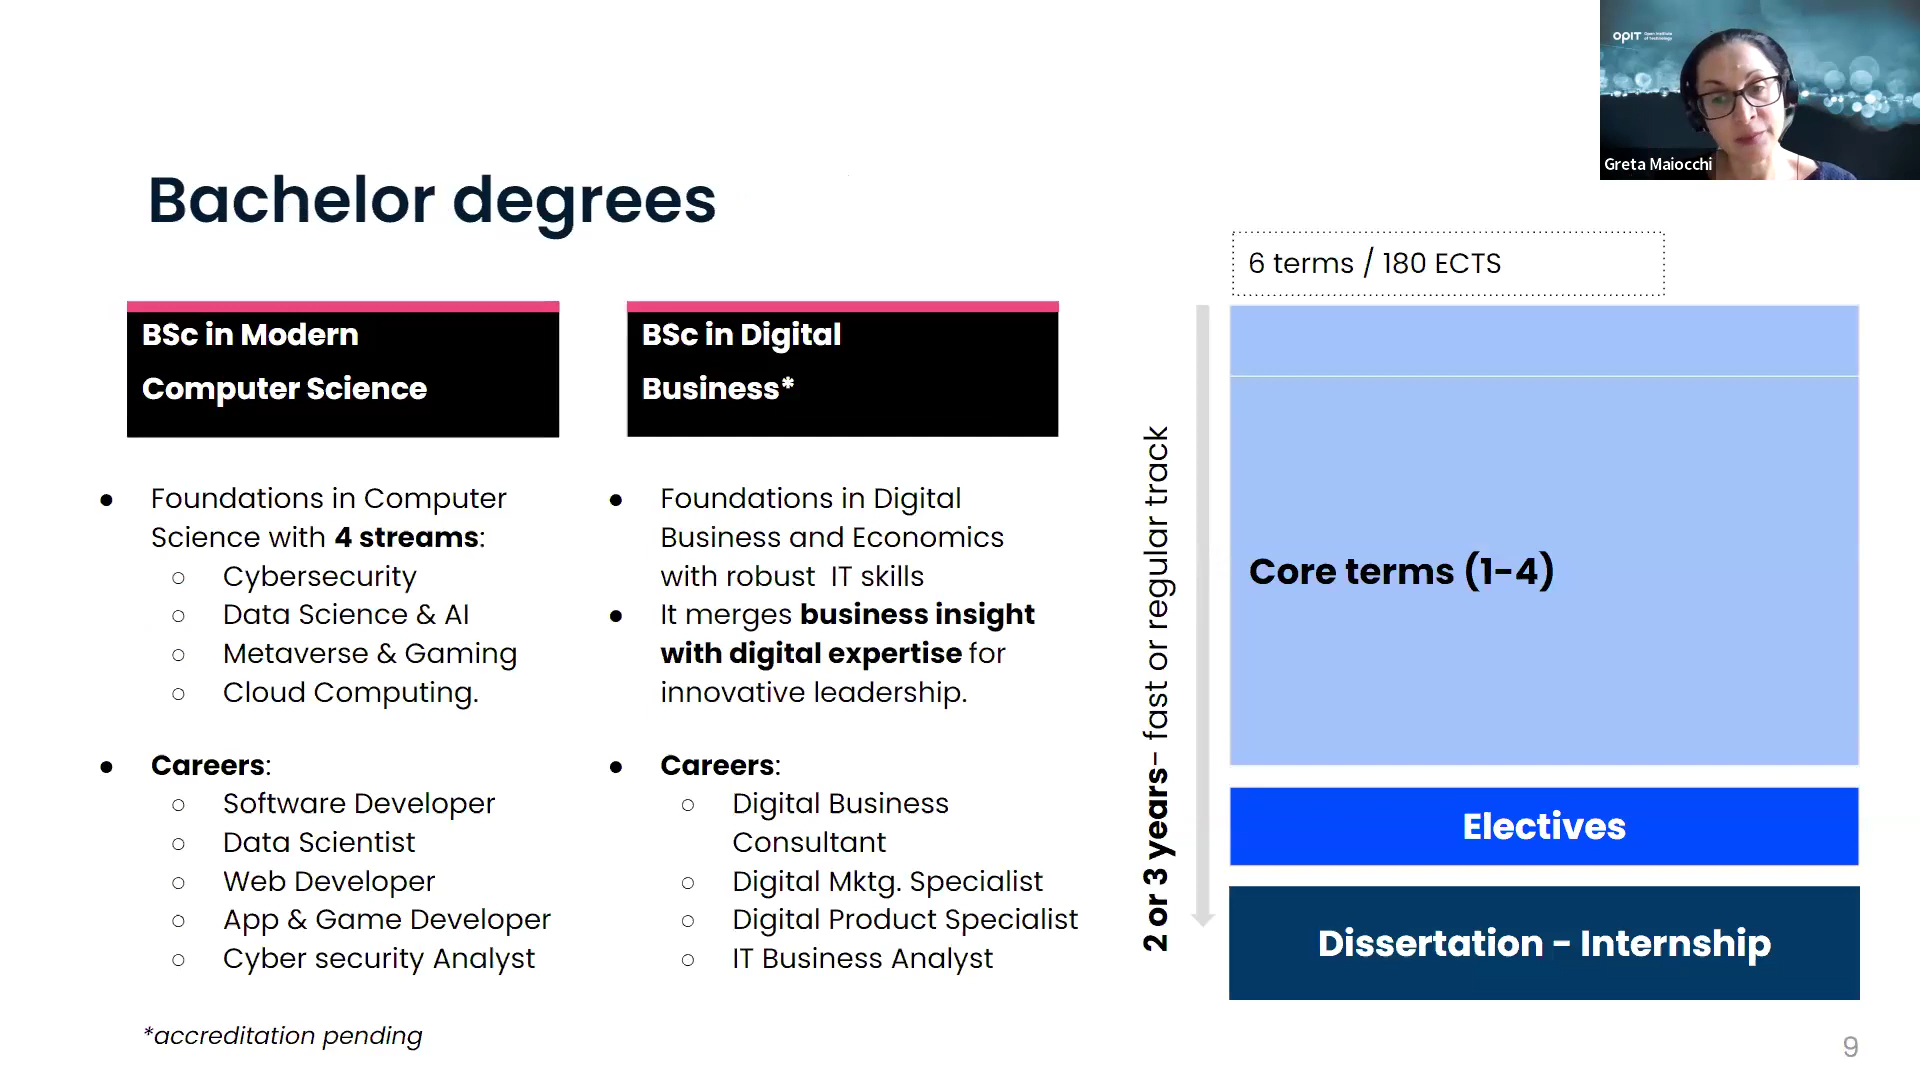 OPIT Open Institute
of Technology
Greta Maiocchi
Bachelor degrees
BSc in Modern
Computer Science
● Foundations in Computer
Science with 4 streams:
○ Cybersecurity
○ Data Science & AI
○ Metaverse & Gaming
○ Cloud Computing.
● Careers:
○ Software Developer
○ Data Scientist
○ Web Developer
○ App & Game Developer
○ Cyber security Analyst
BSc in Digital
Business*
● Foundations in Digital
Business and Economics
with robust  IT skills
● It merges business insight
with digital expertise for
innovative leadership.
● Careers:
○ Digital Business
Consultant
○ Digital Mktg. Specialist
○ Digital Product Specialist
○ IT Business Analyst
2 or 3 years- fast or regular track
6 terms / 180 ECTS
Core terms (1-4)
Electives
Dissertation - Internship
*accreditation pending
9